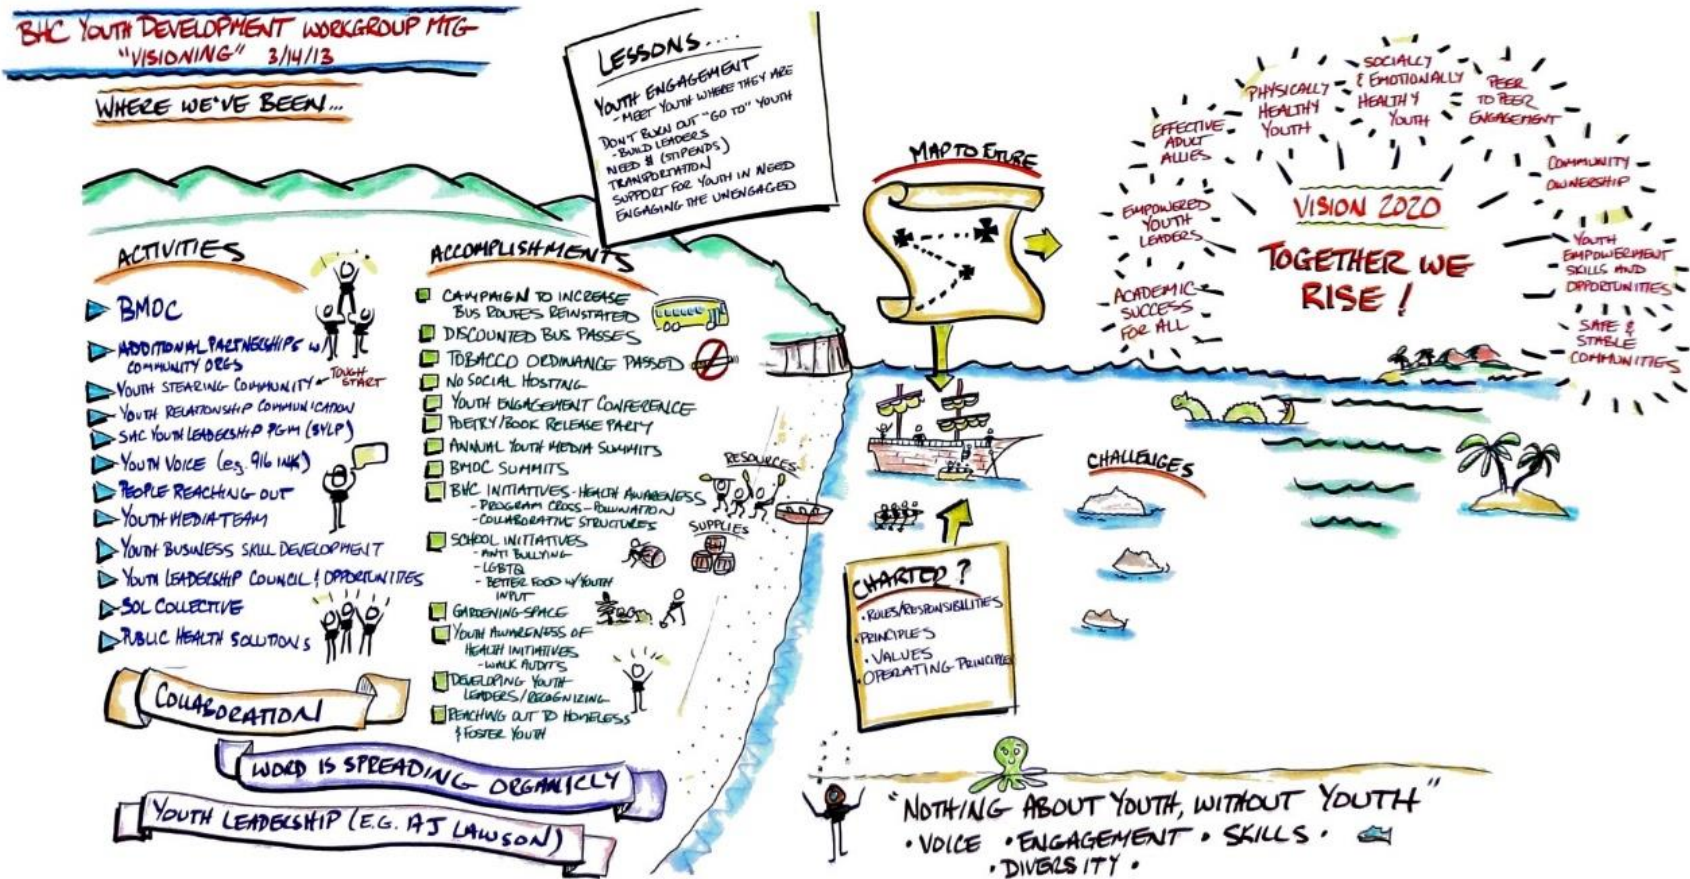 BHC YOUTH DEVELOPMENT WORKGROUP MTG
"VISIONING" 3/14/13
WHERE WE'VE BEEN...
LESSONS....
YOUTH ENGAGEMENT
- MEET YOUTH WHERE THEY ARE
DON'T BURN OUT "GO TO" YOUTH
- BUILD LEADERS
NEED $ (STIPENDS)
TRANSPORTATION
SUPPORT FOR YOUTH IN NEED
ENGAGING THE UNENGAGED
ACTIVITIES
BMOC
ADDITIONAL PARTNERSHIPS W/
COMMUNITY ORGS
YOUTH STEARING COMMUNITY ← TOUGH
START
YOUTH RELATIONSHIP COMMUNICATION
SAC YOUTH LEADERSHIP PGM (SYLP)
YOUTH VOICE (e.g. 916 INK)
PEOPLE REACHING OUT
YOUTH MEDIA TEAM
YOUTH BUSINESS SKILL DEVELOPMENT
YOUTH LEADERSHIP COUNCIL & OPPORTUNITIES
SOL COLLECTIVE
PUBLIC HEALTH SOLUTIONS
ACCOMPLISHMENTS
CAMPAIGN TO INCREASE
BUS ROUTES REINSTATED
DISCOUNTED BUS PASSES
TOBACCO ORDINANCE PASSED
NO SOCIAL HOSTING
YOUTH ENGAGEMENT CONFERENCE
POETRY/BOOK RELEASE PARTY
ANNUAL YOUTH MEDIA SUMMITS
BMOC SUMMITS
BHC INITIATIVES - HEALTH AWARENESS
- PROGRAM CROSS-POLLINATION
- COLLABORATIVE STRUCTURES
SCHOOL INITIATIVES
- ANTI BULLYING
- LGBTQ
- BETTER FOOD W/YOUTH
INPUT
GARDENING SPACE
YOUTH AWARENESS OF
HEALTH INITIATIVES
- WALK AUDITS
DEVELOPING YOUTH
LEADERS/RECOGNIZING
REACHING OUT TO HOMELESS
& FOSTER YOUTH
RESOURCES
SUPPLIES
COLLABORATION
WORD IS SPREADING ORGANICLY
YOUTH LEADERSHIP (E.G. AJ LAWSON)
MAP TO FUTURE
CHARTED?
• ROLES/RESPONSIBILITIES
• PRINCIPLES
• VALUES
• OPERATING PRINCIPLES
CHALLENGES
VISION 2020
TOGETHER WE
RISE!
ACADEMIC
SUCCESS
FOR ALL
EMPOWERED
YOUTH
LEADERS
EFFECTIVE
ADULT
ALLIES
PHYSICALLY
HEALTHY
YOUTH
SOCIALLY
& EMOTIONALLY
HEALTHY
YOUTH
PEER
TO PEER
ENGAGEMENT
COMMUNITY
OWNERSHIP
YOUTH
EMPOWERMENT
SKILLS AND
OPPORTUNITIES
SAFE &
STABLE
COMMUNITIES
"NOTHING ABOUT YOUTH, WITHOUT YOUTH"
• VOICE • ENGAGEMENT • SKILLS •
• DIVERSITY •